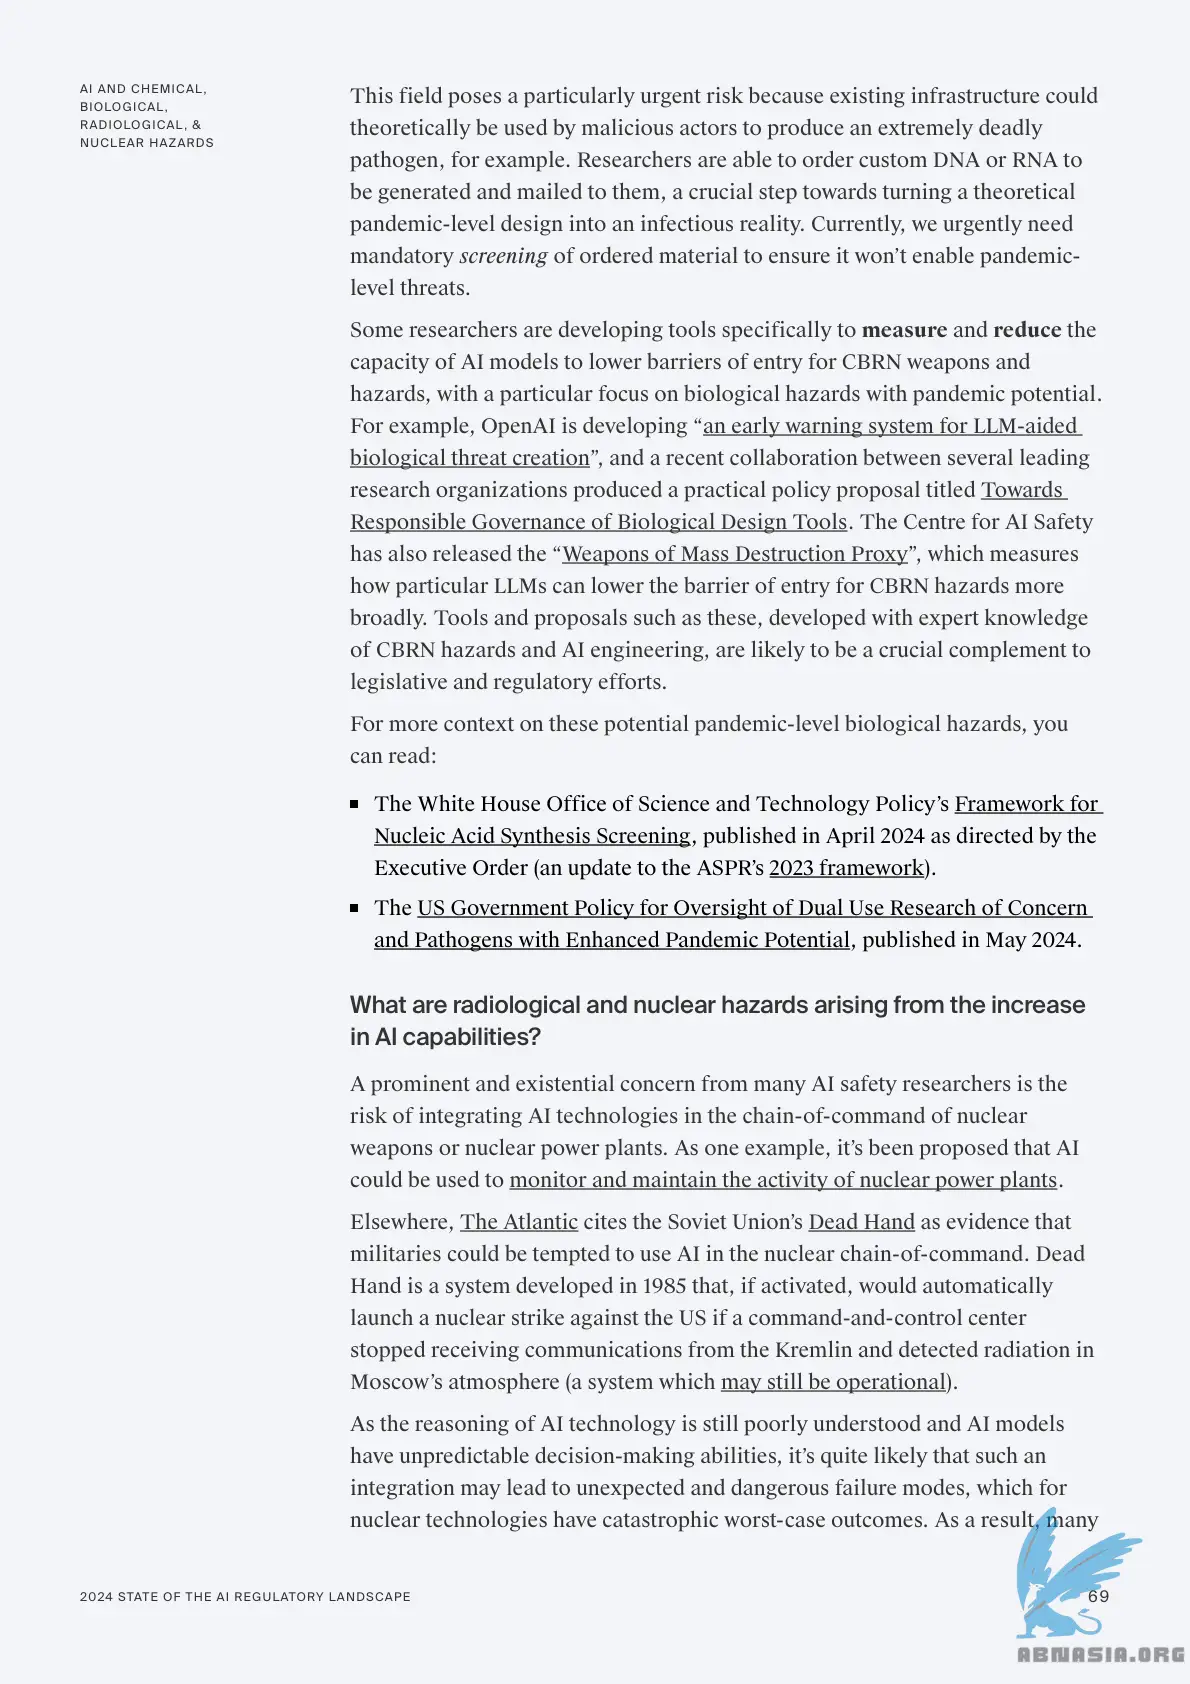 AI AND CHEMICAL,
BIOLOGICAL,
RADIOLOGICAL, &
NUCLEAR HAZARDS
This field poses a particularly urgent risk because existing infrastructure could
theoretically be used by malicious actors to produce an extremely deadly
pathogen, for example. Researchers are able to order custom DNA or RNA to
be generated and mailed to them, a crucial step towards turning a theoretical
pandemic-level design into an infectious reality. Currently, we urgently need
mandatory screening of ordered material to ensure it won’t enable pandemic-
level threats.
Some researchers are developing tools specifically to measure and reduce the
capacity of AI models to lower barriers of entry for CBRN weapons and
hazards, with a particular focus on biological hazards with pandemic potential.
For example, OpenAI is developing “an early warning system for LLM-aided
biological threat creation”, and a recent collaboration between several leading
research organizations produced a practical policy proposal titled Towards
Responsible Governance of Biological Design Tools. The Centre for AI Safety
has also released the “Weapons of Mass Destruction Proxy”, which measures
how particular LLMs can lower the barrier of entry for CBRN hazards more
broadly. Tools and proposals such as these, developed with expert knowledge
of CBRN hazards and AI engineering, are likely to be a crucial complement to
legislative and regulatory efforts.
For more context on these potential pandemic-level biological hazards, you
can read:
▪ The White House Office of Science and Technology Policy’s Framework for
Nucleic Acid Synthesis Screening, published in April 2024 as directed by the
Executive Order (an update to the ASPR’s 2023 framework).
▪ The US Government Policy for Oversight of Dual Use Research of Concern
and Pathogens with Enhanced Pandemic Potential, published in May 2024.
What are radiological and nuclear hazards arising from the increase
in AI capabilities?
A prominent and existential concern from many AI safety researchers is the
risk of integrating AI technologies in the chain-of-command of nuclear
weapons or nuclear power plants. As one example, it’s been proposed that AI
could be used to monitor and maintain the activity of nuclear power plants.
Elsewhere, The Atlantic cites the Soviet Union’s Dead Hand as evidence that
militaries could be tempted to use AI in the nuclear chain-of-command. Dead
Hand is a system developed in 1985 that, if activated, would automatically
launch a nuclear strike against the US if a command-and-control center
stopped receiving communications from the Kremlin and detected radiation in
Moscow’s atmosphere (a system which may still be operational).
As the reasoning of AI technology is still poorly understood and AI models
have unpredictable decision-making abilities, it’s quite likely that such an
integration may lead to unexpected and dangerous failure modes, which for
nuclear technologies have catastrophic worst-case outcomes. As a result, many
2024 STATE OF THE AI REGULATORY LANDSCAPE
69
ABNASIA.ORG